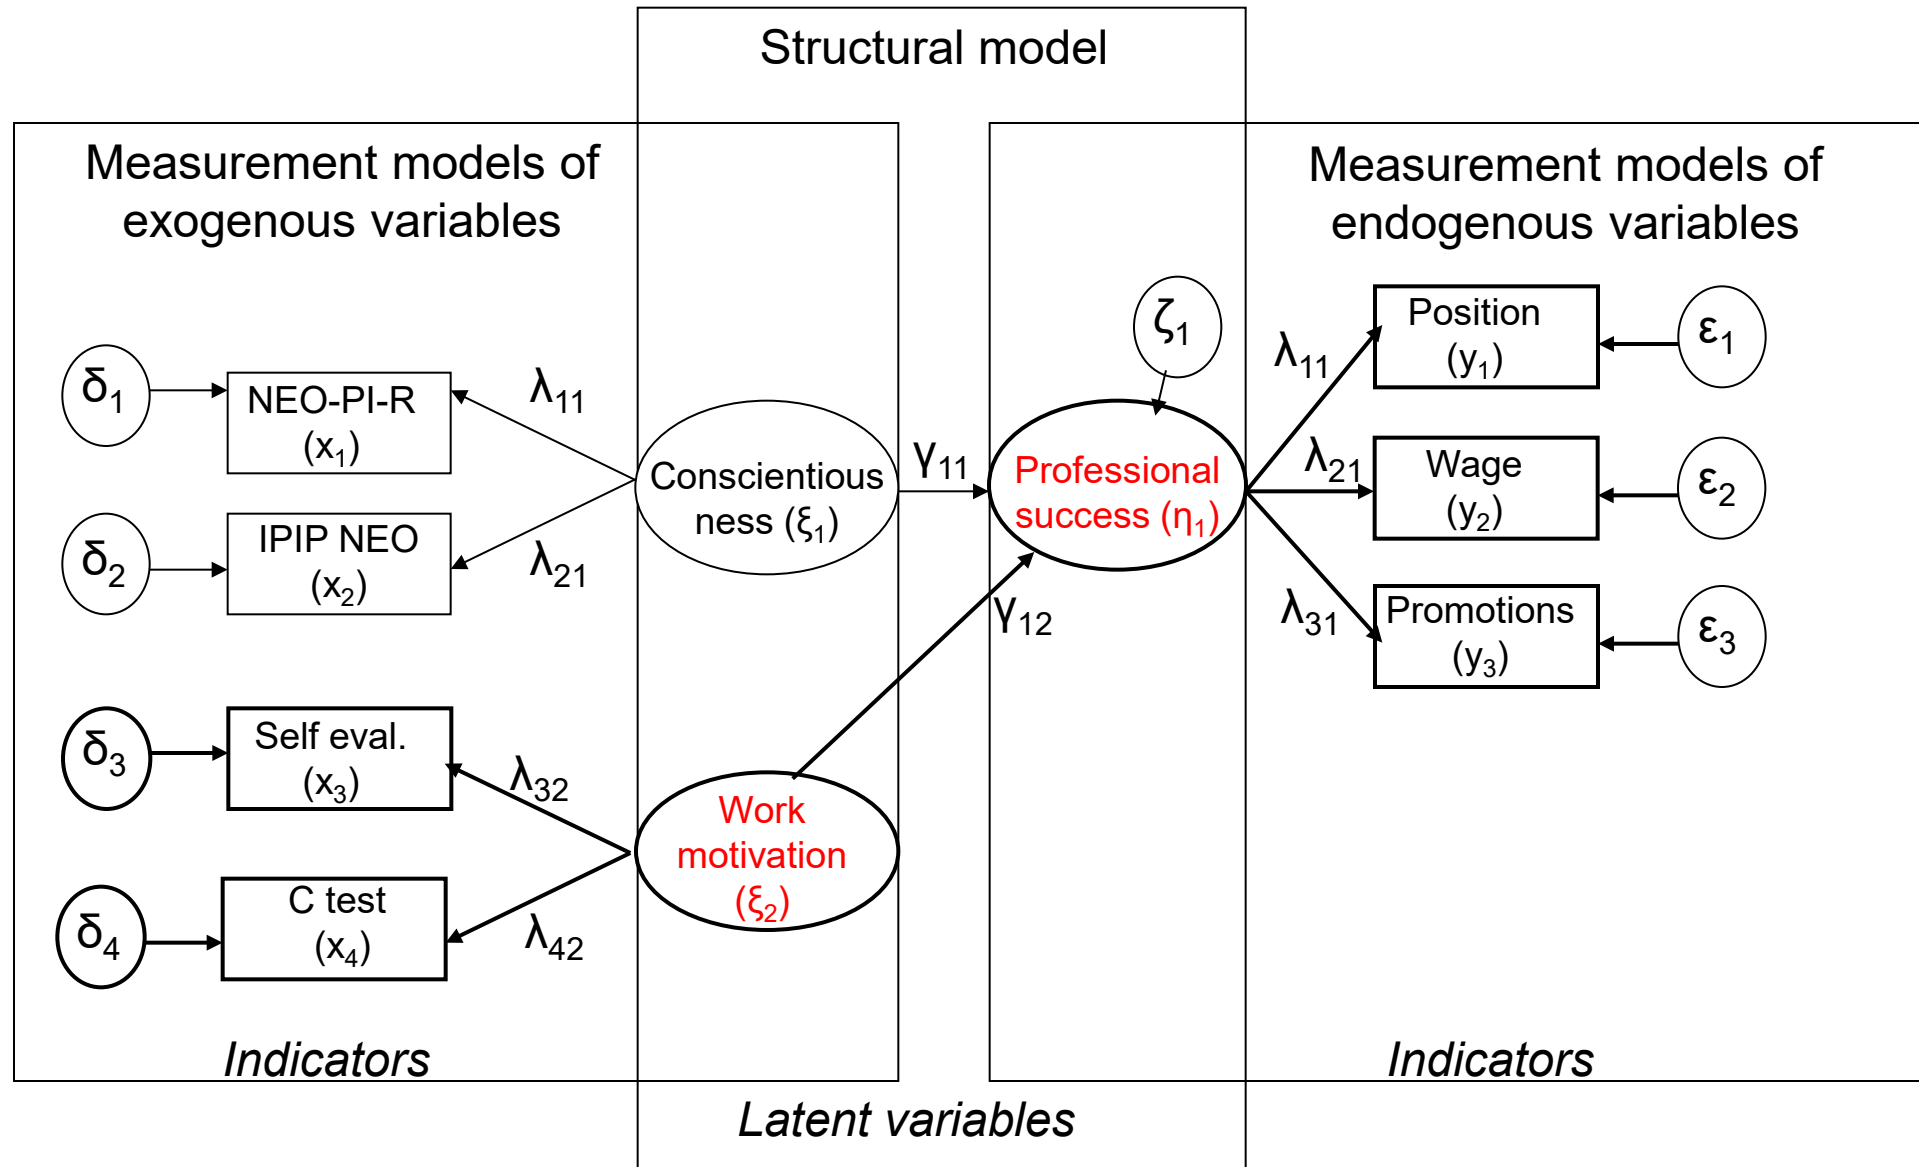 Structural model
Measurement models of
exogenous variables
Measurement models of
endogenous variables
δ₁
NEO-PI-R
(x₁)
λ₁₁
δ₂
IPIP NEO
(x₂)
λ₂₁
Conscientious
ness (ξ₁)
γ₁₁
ζ₁
Professional
success (η₁)
γ₁₂
λ₁₁
Position
(y₁)
ε₁
λ₂₁
Wage
(y₂)
ε₂
λ₃₁
Promotions
(y₃)
ε₃
δ₃
Self eval.
(x₃)
λ₃₂
δ₄
C test
(x₄)
λ₄₂
Work
motivation
(ξ₂)
Indicators
Indicators
Latent variables